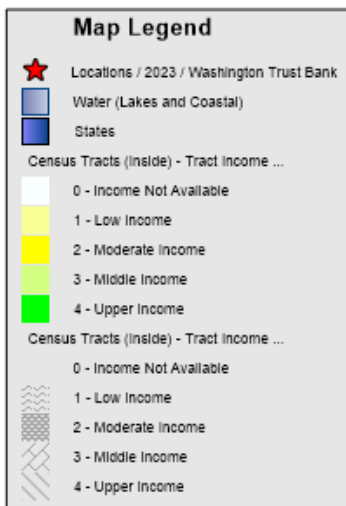 Map Legend
Locations / 2023 / Washington Trust Bank
Water (Lakes and Coastal)
States
Census Tracts (Inside) - Tract Income ...
0 - Income Not Available
1 - Low Income
2 - Moderate Income
3 - Middle Income
4 - Upper Income
Census Tracts (Inside) - Tract Income ...
0 - Income Not Available
1 - Low Income
2 - Moderate Income
3 - Middle Income
4 - Upper Income